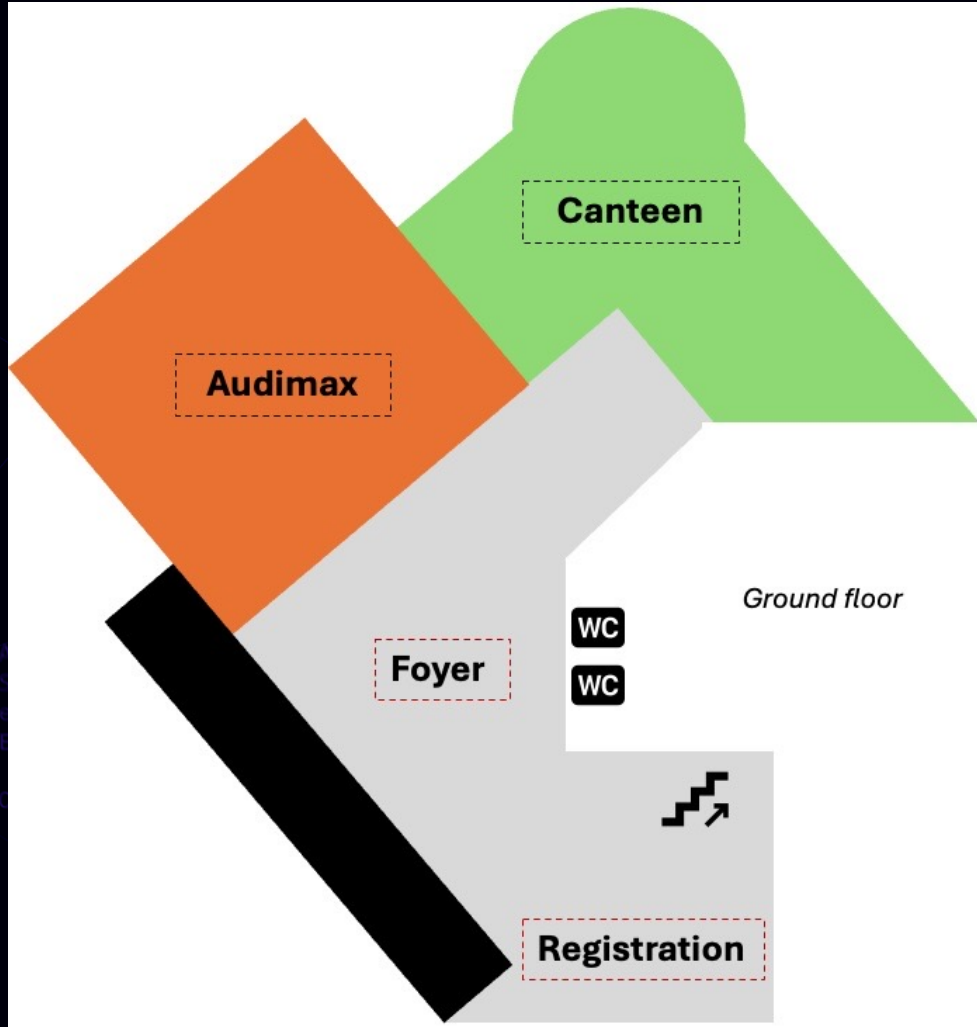 Canteen
Audimax
Ground floor
WC
Foyer
WC
Registration